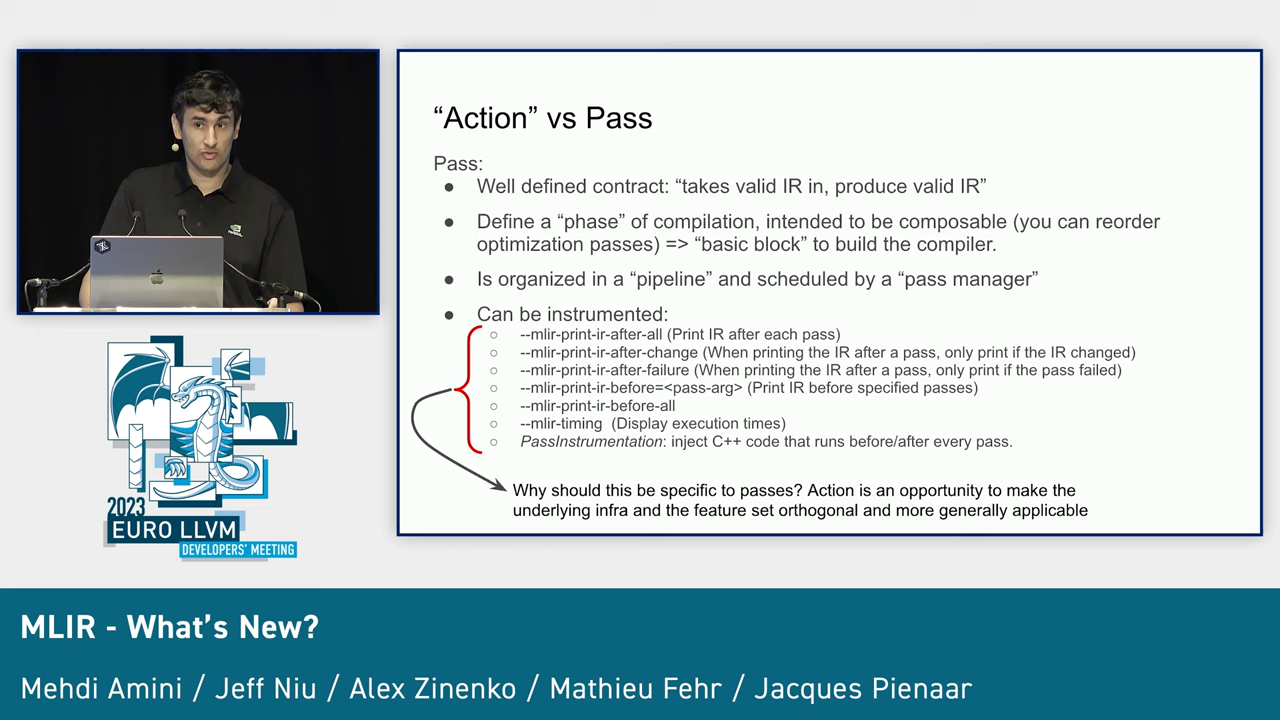 “Action” vs Pass
Pass:
● Well defined contract: “takes valid IR in, produce valid IR”
● Define a “phase” of compilation, intended to be composable (you can reorder
optimization passes) => “basic block” to build the compiler.
● Is organized in a “pipeline” and scheduled by a “pass manager”
● Can be instrumented:
○ --mlir-print-ir-after-all (Print IR after each pass)
○ --mlir-print-ir-after-change (When printing the IR after a pass, only print if the IR changed)
○ --mlir-print-ir-after-failure (When printing the IR after a pass, only print if the pass failed)
○ --mlir-print-ir-before=<pass-arg> (Print IR before specified passes)
○ --mlir-print-ir-before-all
○ --mlir-timing (Display execution times)
○ PassInstrumentation: inject C++ code that runs before/after every pass.
Why should this be specific to passes? Action is an opportunity to make the
underlying infra and the feature set orthogonal and more generally applicable
2023
EURO LLVM
DEVELOPERS' MEETING
MLIR - What's New?
Mehdi Amini / Jeff Niu / Alex Zinenko / Mathieu Fehr / Jacques Pienaar